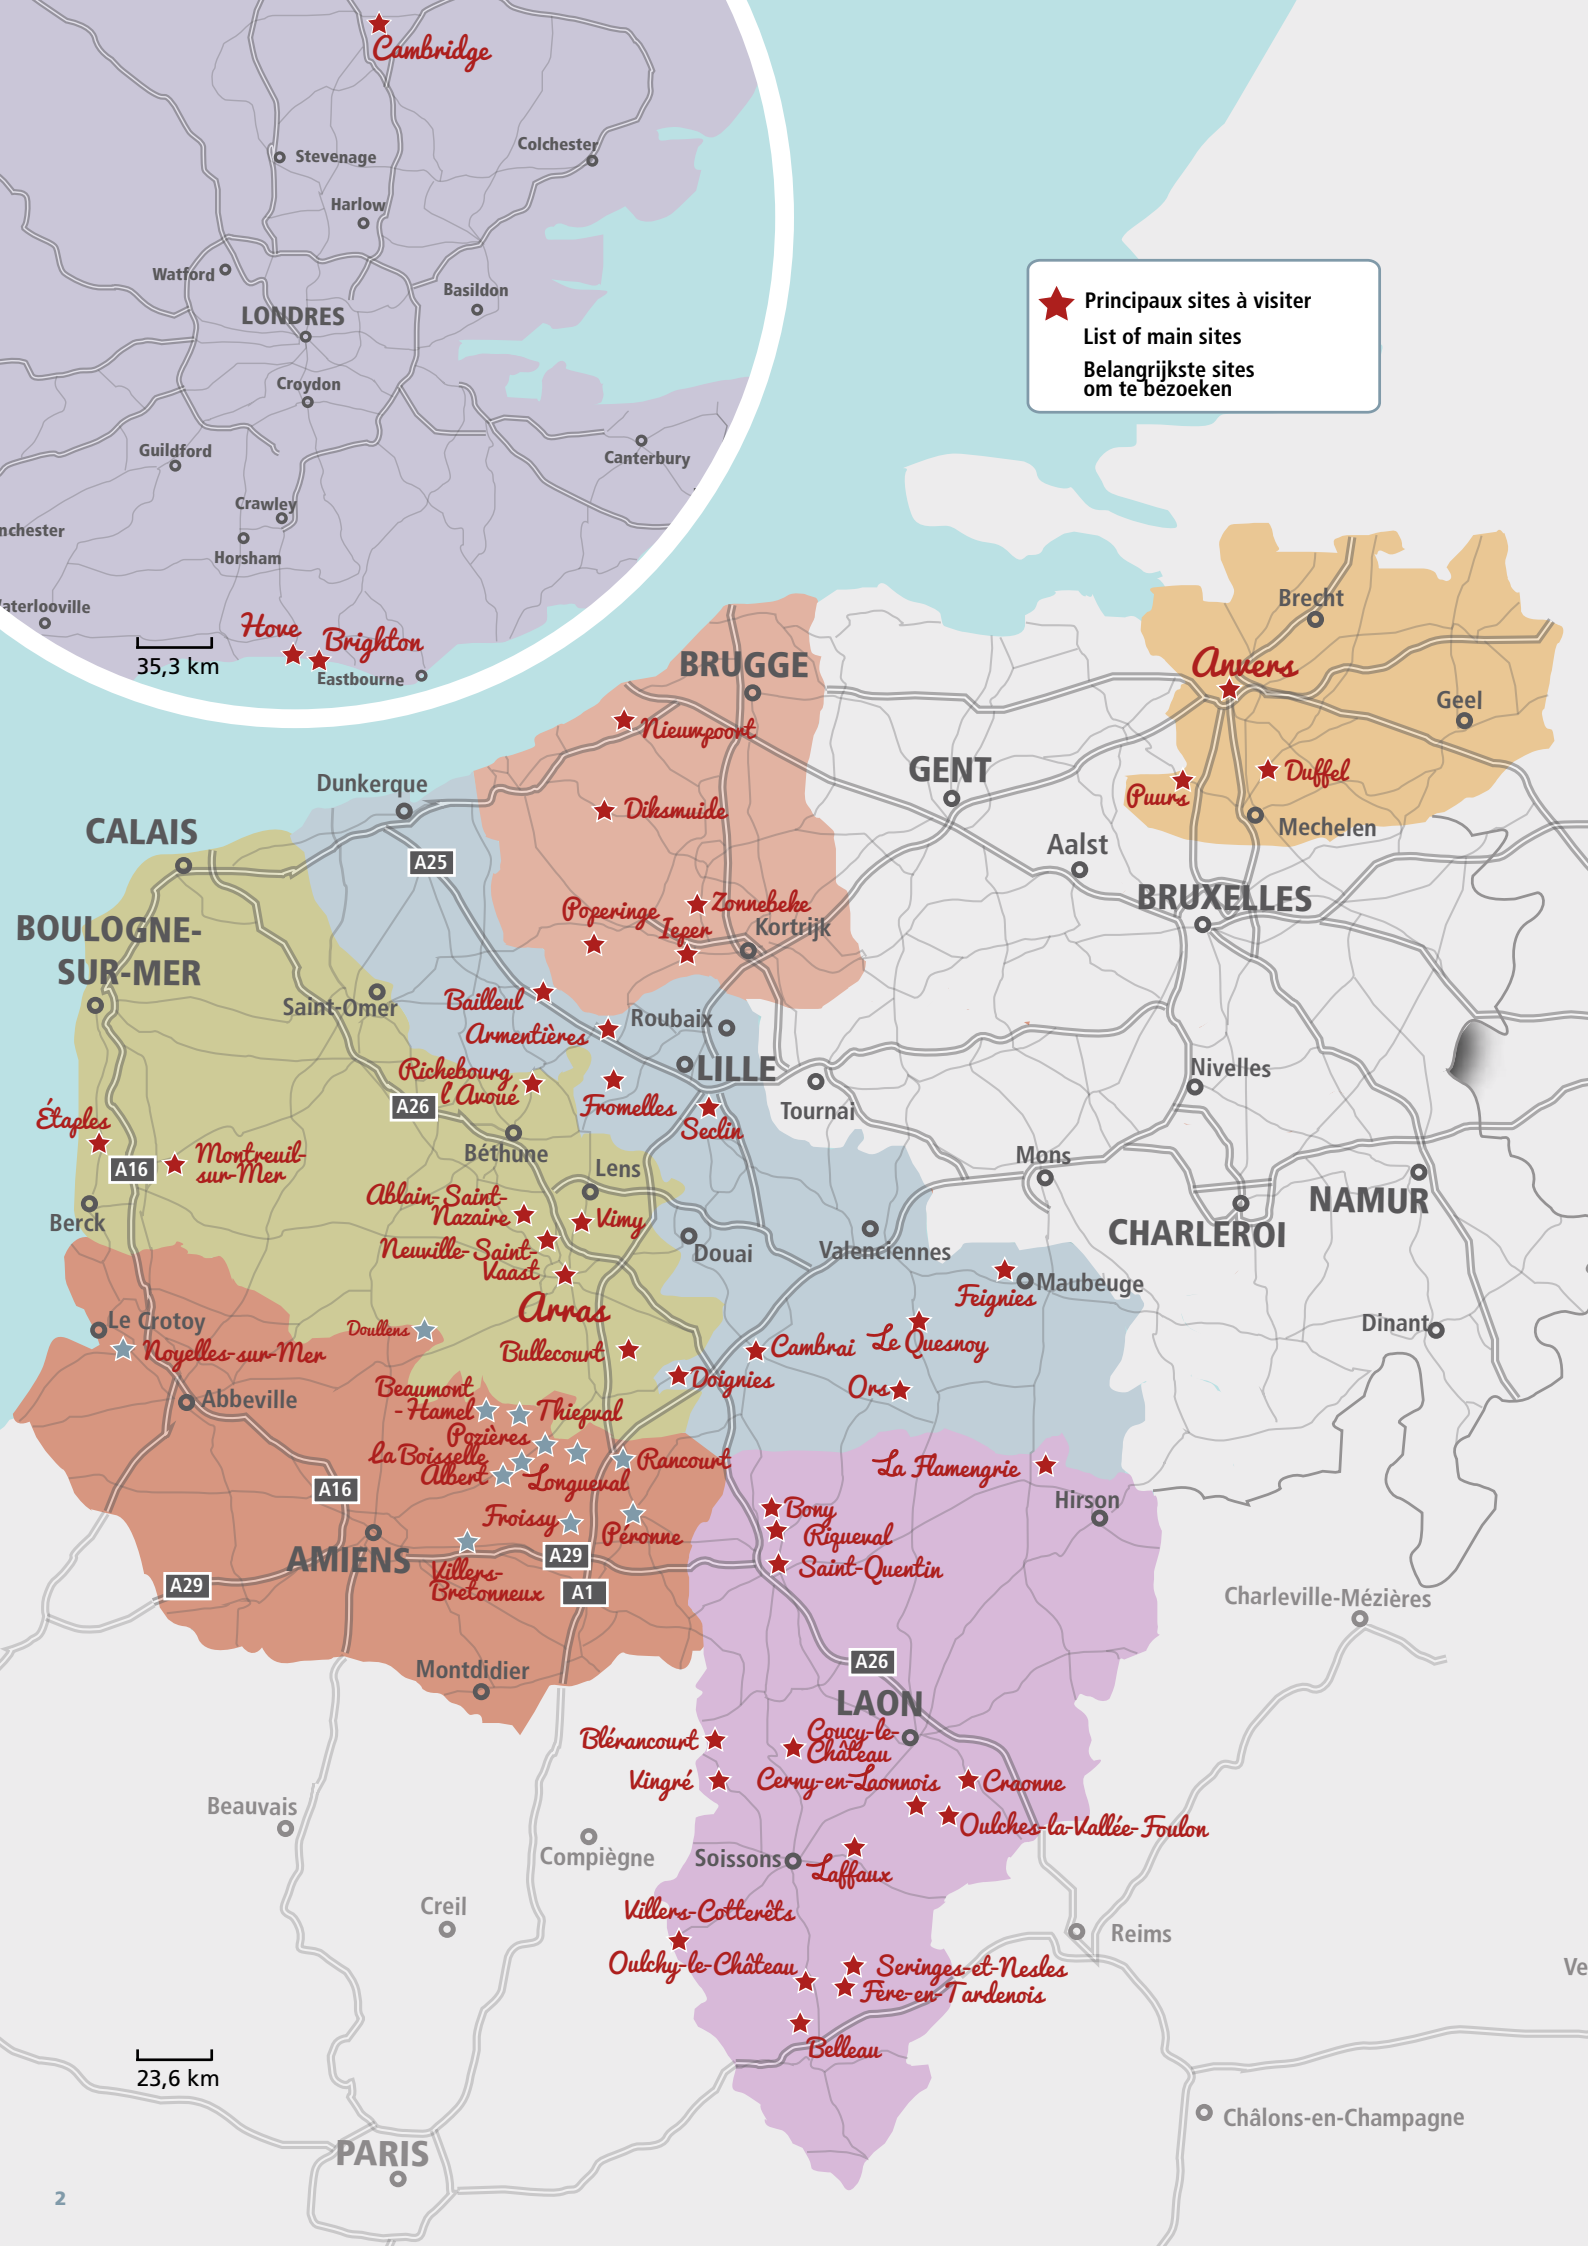 Cambridge
Colchester
Stevenage
Harlow
Watford
Basildon
LONDRES
Croydon
Guildford
Canterbury
Crawley
nchester
Horsham
aterlooville
Hove
Brighton
35,3 km
Eastbourne
Principaux sites à visiter
List of main sites
Belangrijkste sites
om te bezoeken
Brecht
BRUGGE
Anvers
Geel
Nieuwpoort
GENT
Duffel
Dunkerque
Puurs
Diksmuide
CALAIS
Mechelen
Aalst
A25
BRUXELLES
Poperinge
Zonnebeke
Ieper
Kortrijk
BOULOGNE-
SUR-MER
Saint-Omer
Bailleul
Roubaix
Armentières
LILLE
Nivelles
Richebourg
l'Avoué
A26
Fromelles
Tournai
Étaples
Seclin
Béthune
Mons
Montreuil-
sur-Mer
A16
Lens
Ablain-Saint-
Nazaire
Vimy
NAMUR
Berck
CHARLEROI
Neuville-Saint-
Vaast
Douai
Valenciennes
Feignies
Maubeuge
Arras
Le Crotoy
Doullens
Dinant
Noyelles-sur-Mer
Bullecourt
Cambrai
Le Quesnoy
Doignies
Ors
Beaumont
-Hamel
Abbeville
Thiepval
Pozières
La Boisselle
Rancourt
La Flamengrie
Albert
Longueval
A16
Hirson
Bony
Froissy
Péronne
Riqueval
AMIENS
A29
Saint-Quentin
Villers-
Bretonneux
A29
A1
Charleville-Mézières
A26
Montdidier
LAON
Blérancourt
Coucy-le-
Château
Vingré
Cerny-en-Laonnois
Craonne
Beauvais
Oulches-la-Vallée-Foulon
Compiègne
Soissons
Laffaux
Creil
Villers-Cotterêts
Reims
Oulchy-le-Château
Seringes-et-Nesles
Ve
Fère-en-Tardenois
Belleau
23,6 km
Châlons-en-Champagne
PARIS
2